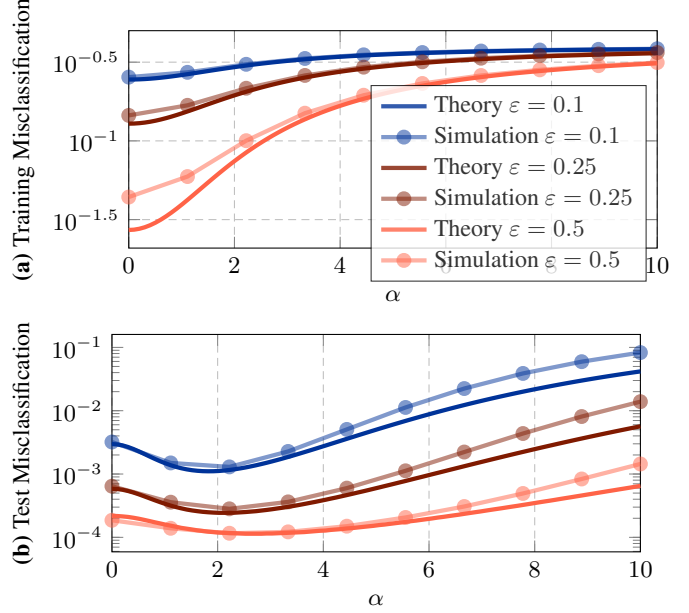 (a) Training Misclassification
10^−0.5
10^−1
10^−1.5
0 2 4 6 8 10
α
Theory ε = 0.1
Simulation ε = 0.1
Theory ε = 0.25
Simulation ε = 0.25
Theory ε = 0.5
Simulation ε = 0.5
(b) Test Misclassification
10^−1
10^−2
10^−3
10^−4
0 2 4 6 8 10
α